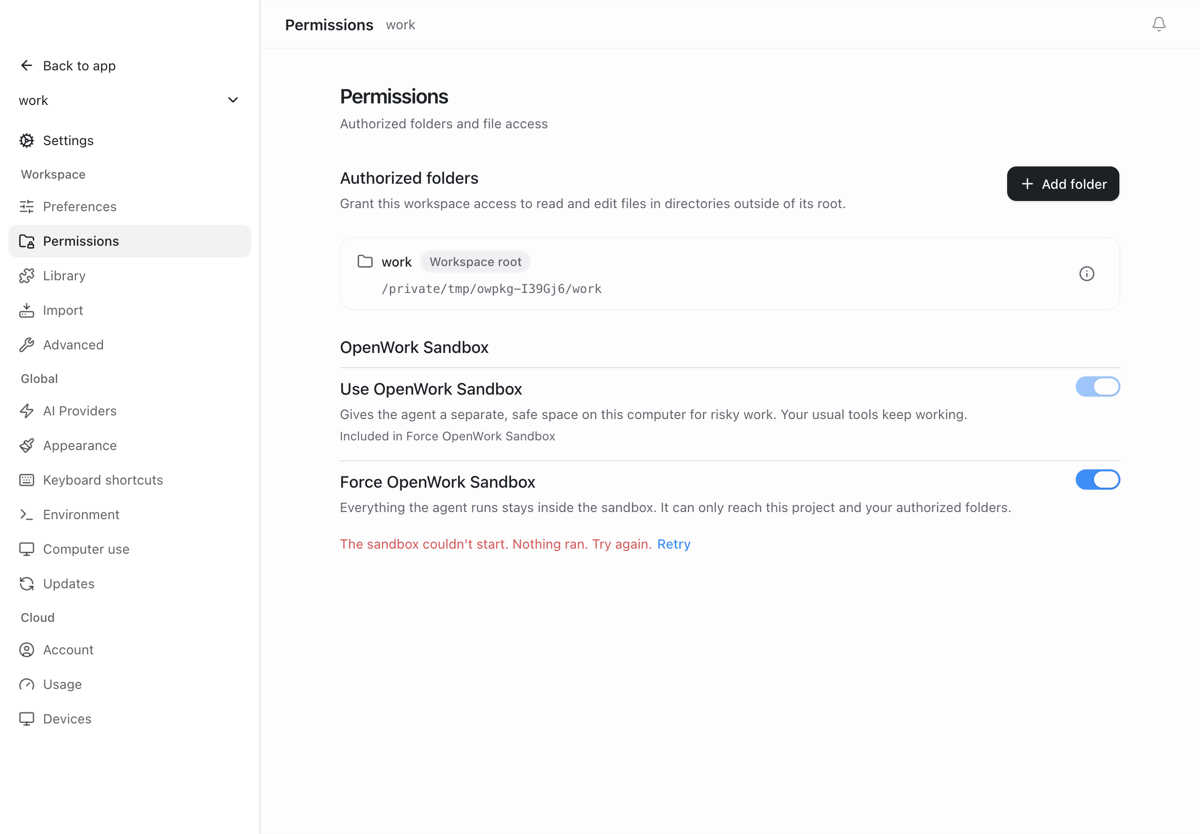 Permissions work
Back to app
work
Settings
Workspace
Preferences
Permissions
Library
Import
Advanced
Global
AI Providers
Appearance
Keyboard shortcuts
Environment
Computer use
Updates
Cloud
Account
Usage
Devices
Permissions
Authorized folders and file access
Authorized folders
Grant this workspace access to read and edit files in directories outside of its root.
Add folder
work Workspace root
/private/tmp/owpkg-I39Gj6/work
OpenWork Sandbox
Use OpenWork Sandbox
Gives the agent a separate, safe space on this computer for risky work. Your usual tools keep working.
Included in Force OpenWork Sandbox
Force OpenWork Sandbox
Everything the agent runs stays inside the sandbox. It can only reach this project and your authorized folders.
The sandbox couldn't start. Nothing ran. Try again. Retry